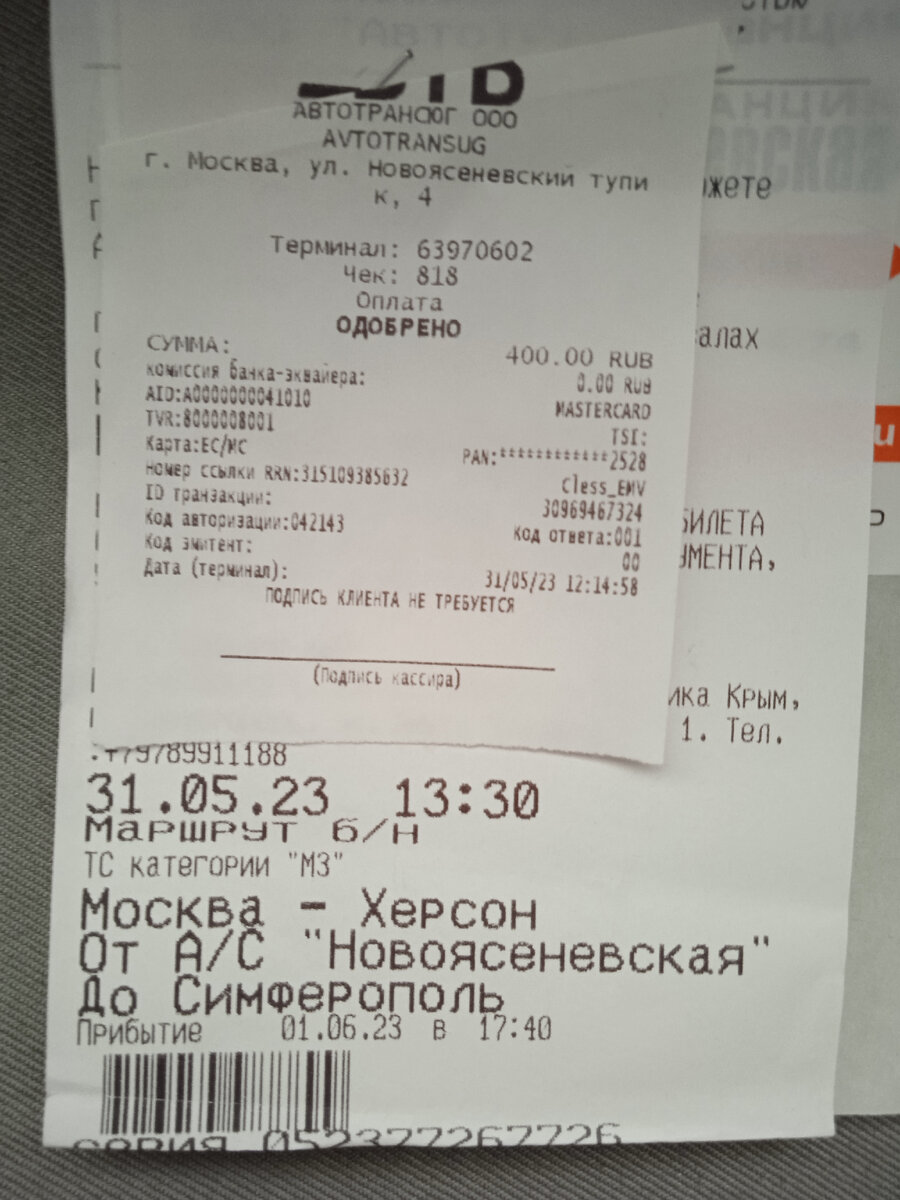 АВТОТРАНСЮГ ООО
AVTOTRANSUG
г. Москва, ул. Новоясеневский тупи
к, 4
Терминал: 63970602
Чек: 818
Оплата
ОДОБРЕНО
СУММА: 400.00 RUB
комиссия банка-эквайера: 0.00 RUB
AID:A0000000041010 MASTERCARD
TVR:8000008001 TSI:
Карта:EC/MC PAN:************2528
Номер ссылки RRN:315109385632 Cless_EMV
ID транзакции: 30969467324
Код авторизации:042143 Код ответа:001
Код эмитент: 00
Дата (терминал): 31/05/23 12:14:58
ПОДПИСЬ КЛИЕНТА НЕ ТРЕБУЕТСЯ
(Подпись кассира)
жете
алах
u
БИЛЕТА
УМЕНТА,
ика Крым,
1. Тел.
.+79789911188
31.05.23 13:30
Маршрут б/н
ТС категории "М3"
Москва - Херсон
От А/С "Новоясеневская"
До Симферополь
Прибытие 01.06.23 в 17:40
серия 052377267726